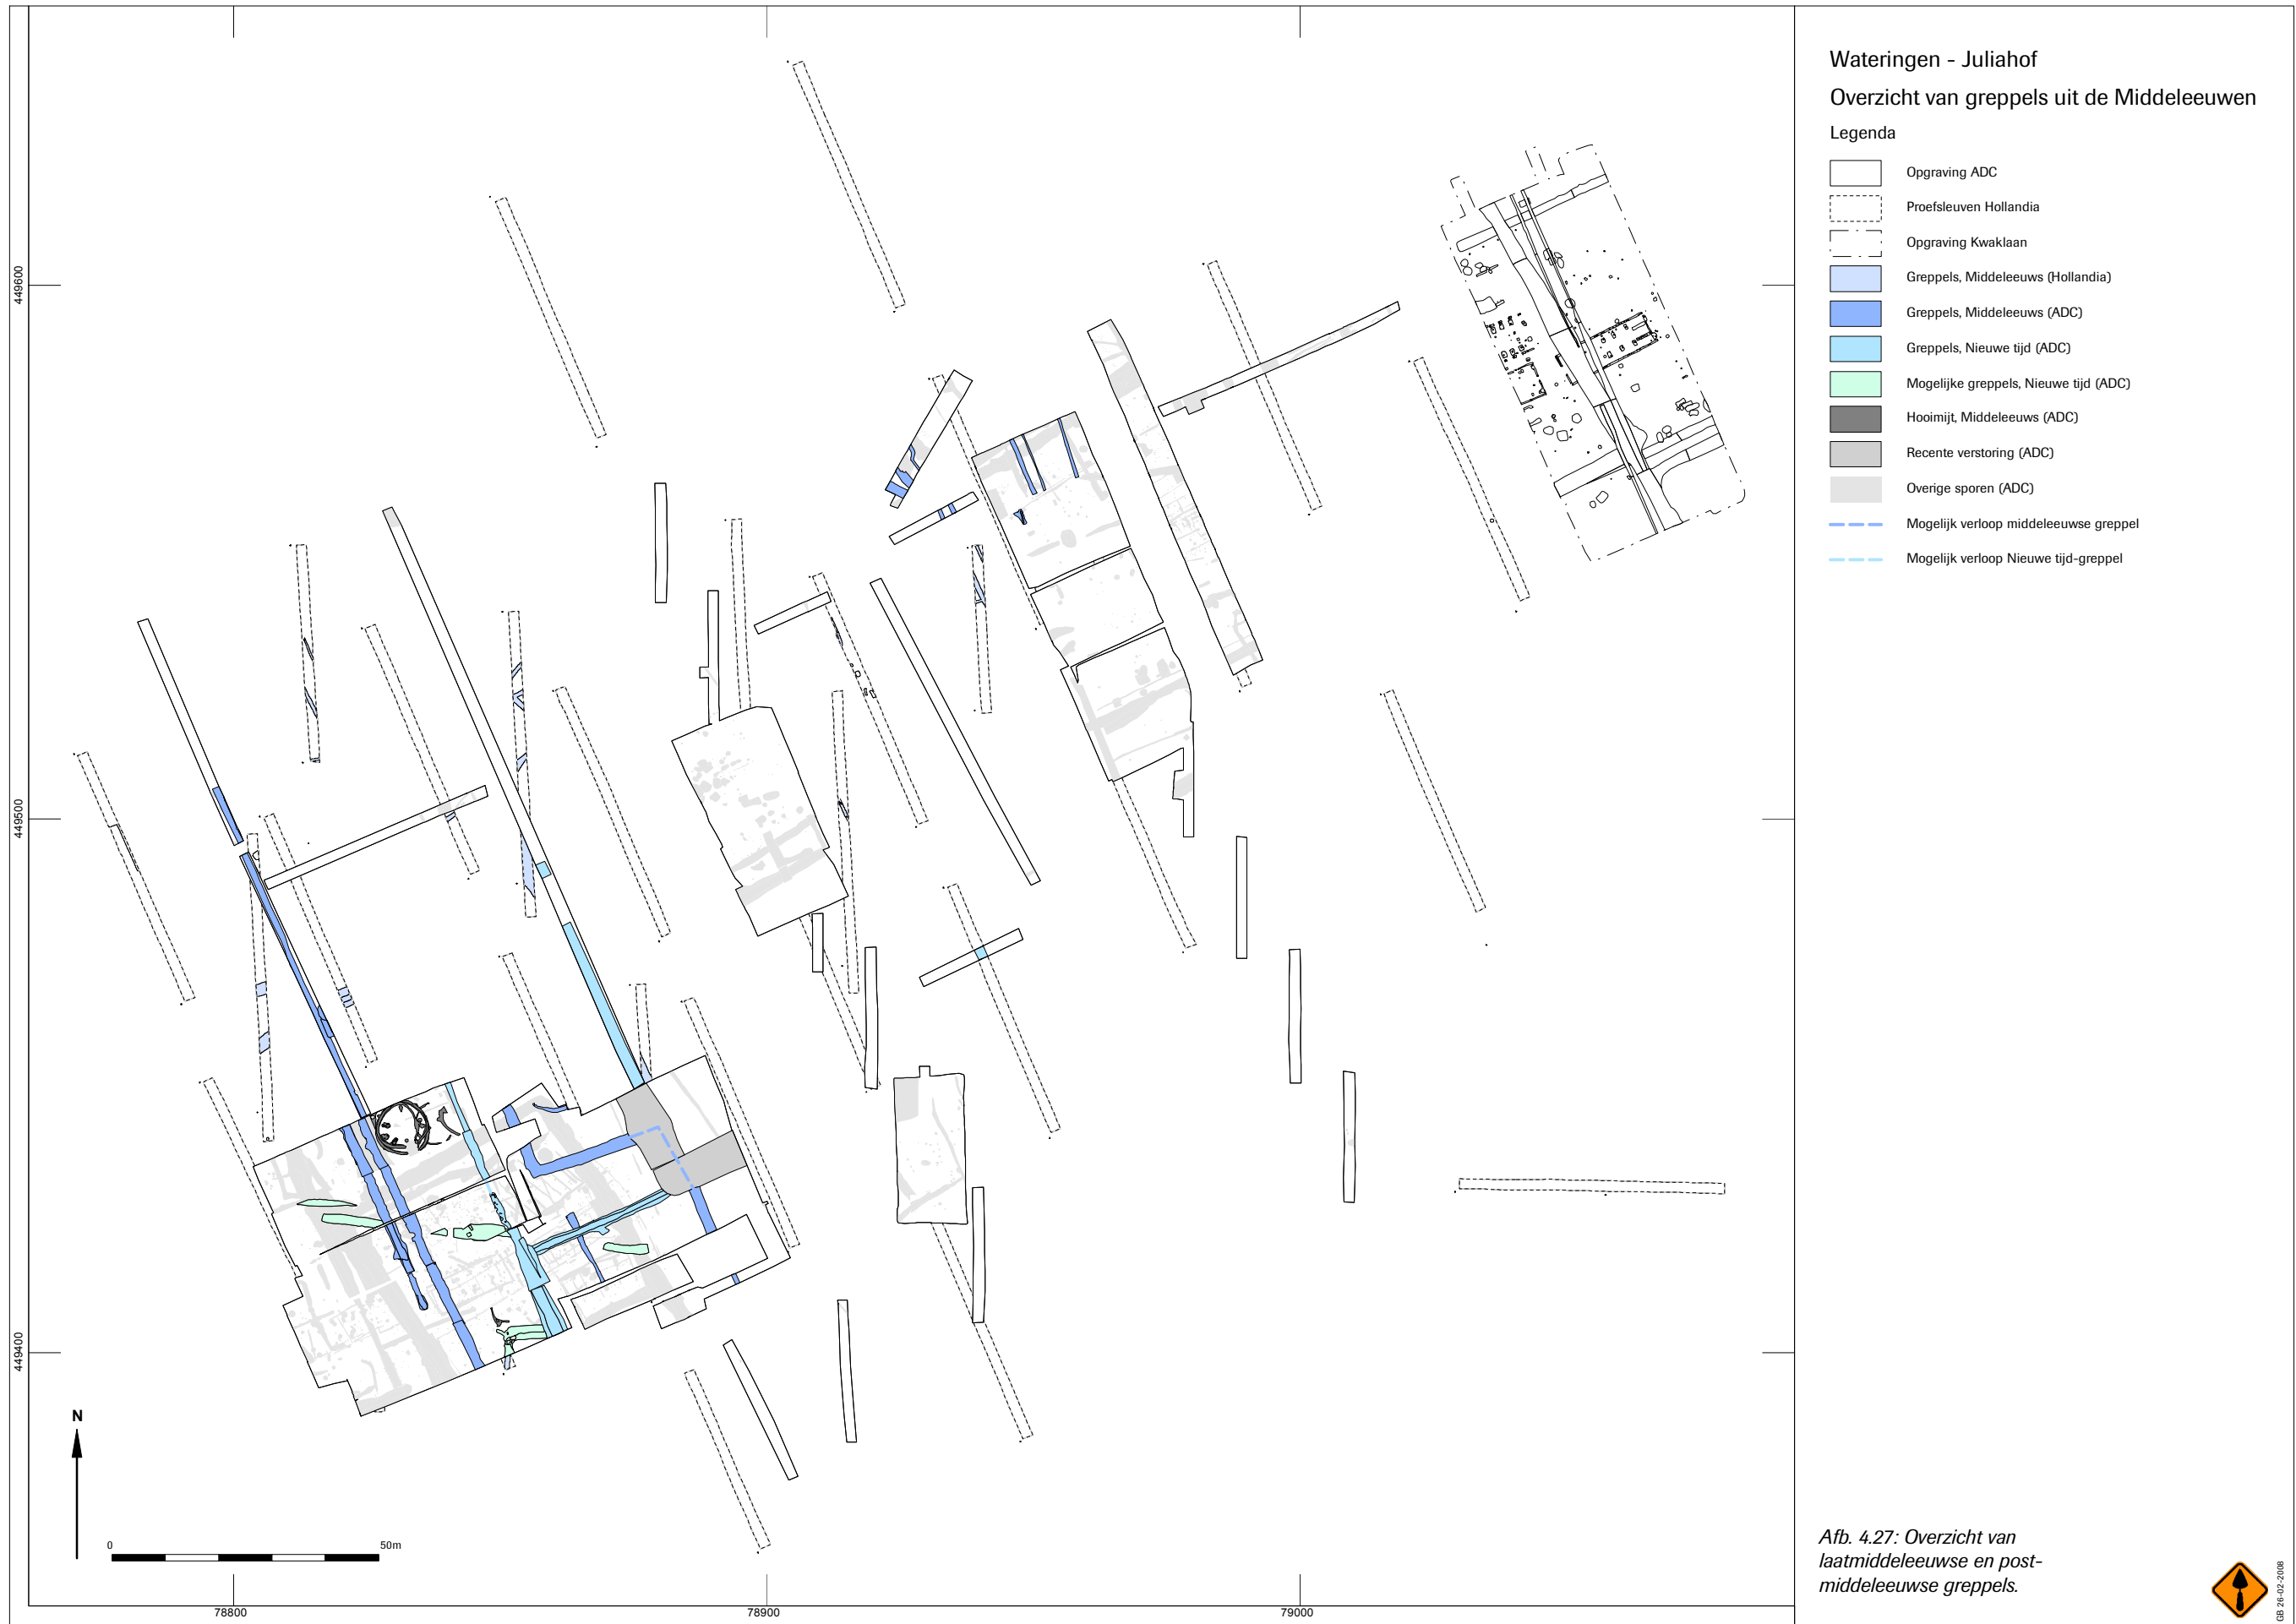 Wateringen - Juliahof
Overzicht van greppels uit de Middeleeuwen
Legenda
Opgraving ADC
Proefsleuven Hollandia
Opgraving Kwaklaan
Greppels, Middeleeuws (Hollandia)
Greppels, Middeleeuws (ADC)
Greppels, Nieuwe tijd (ADC)
Mogelijke greppels, Nieuwe tijd (ADC)
Hooimijt, Middeleeuws (ADC)
Recente verstoring (ADC)
Overige sporen (ADC)
Mogelijk verloop middeleeuwse greppel
Mogelijk verloop Nieuwe tijd-greppel
449600
449500
449400
N
0 50m
78800 78900 79000
Afb. 4.27: Overzicht van
laatmiddeleeuwse en post-
middeleeuwse greppels.
GB 26-02-2008